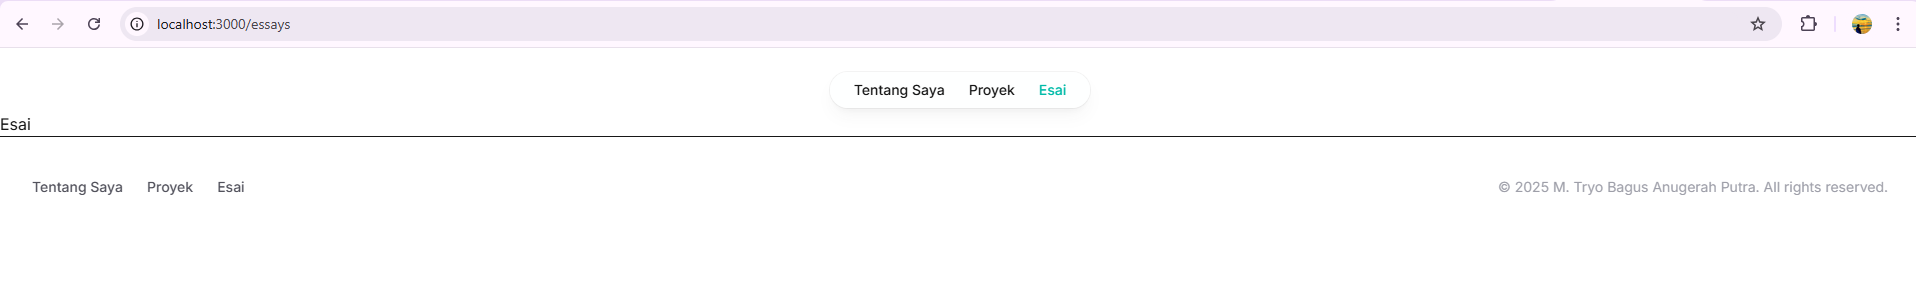 localhost:3000/essays
Tentang Saya Proyek Esai
Esai
Tentang Saya Proyek Esai © 2025 M. Tryo Bagus Anugerah Putra. All rights reserved.